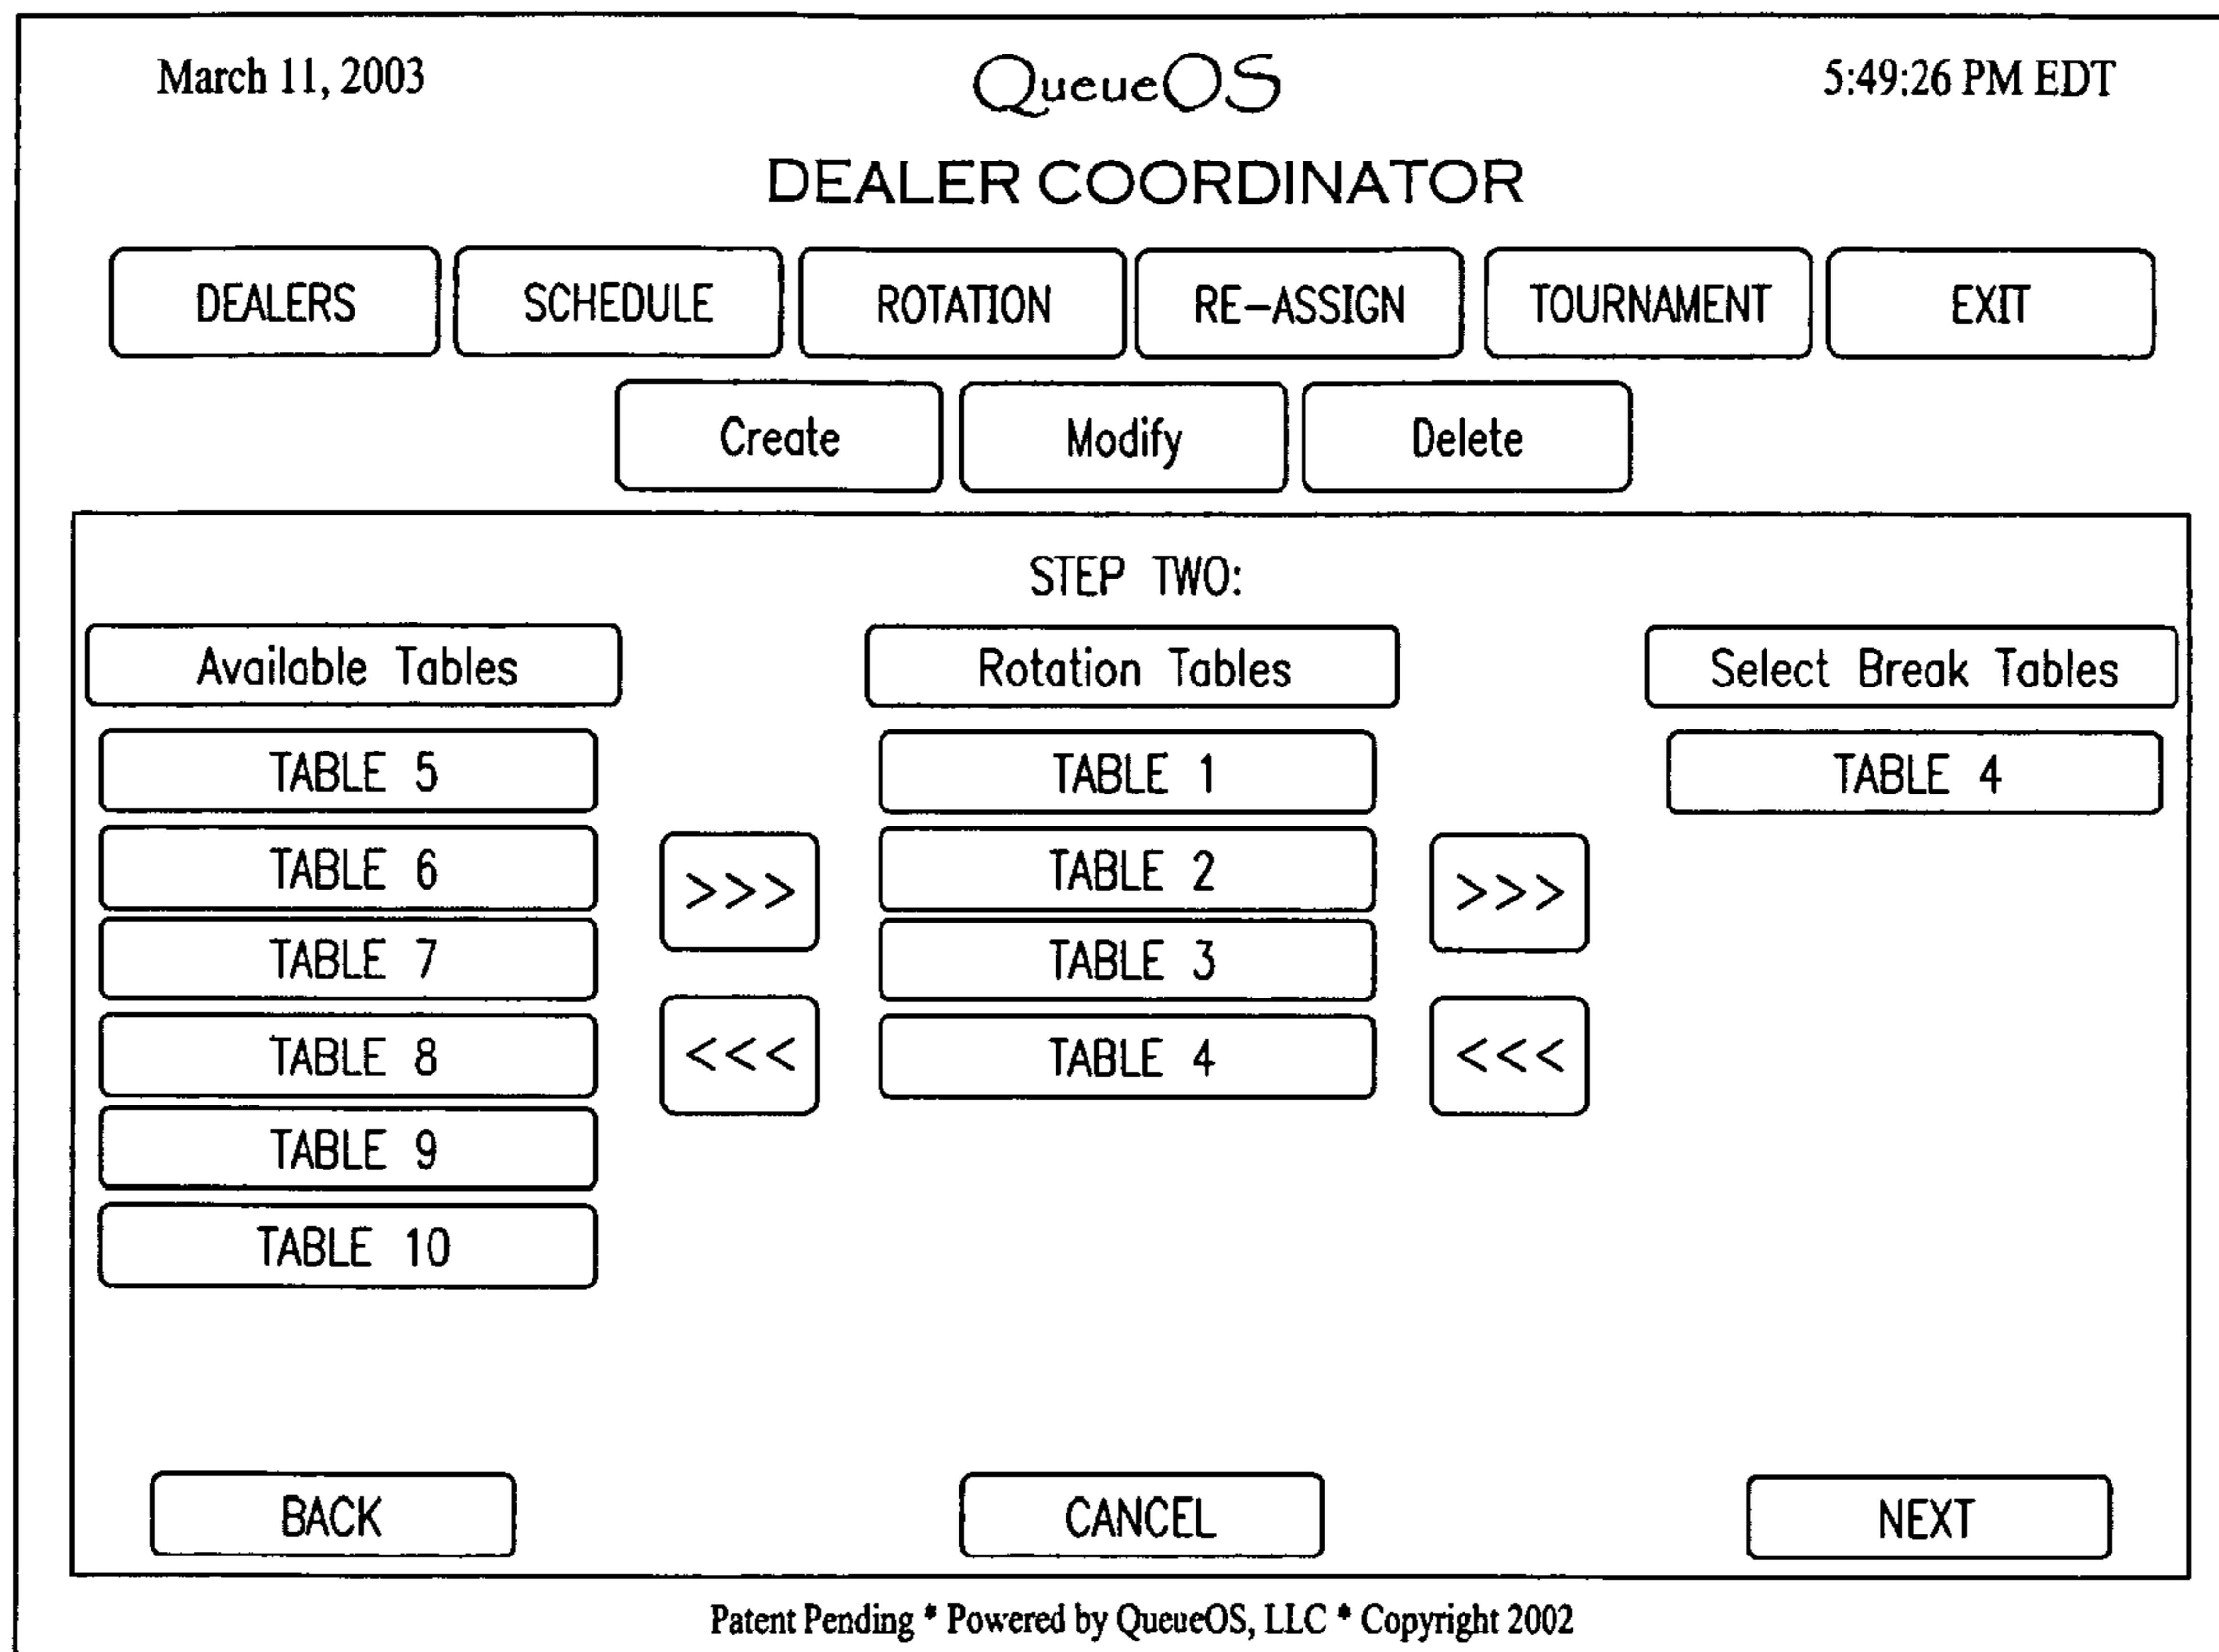 March 11, 2003 QueueOS 5:49:26 PM EDT
DEALER COORDINATOR
DEALERS SCHEDULE ROTATION RE-ASSIGN TOURNAMENT EXIT
Create Modify Delete
STEP TWO:
Available Tables Rotation Tables Select Break Tables
TABLE 5 TABLE 1 TABLE 4
TABLE 6 TABLE 2
>>> >>>
TABLE 7 TABLE 3
TABLE 8 <<< TABLE 4 <<<
TABLE 9
TABLE 10
BACK CANCEL NEXT
Patent Pending * Powered by QueueOS, LLC * Copyright 2002